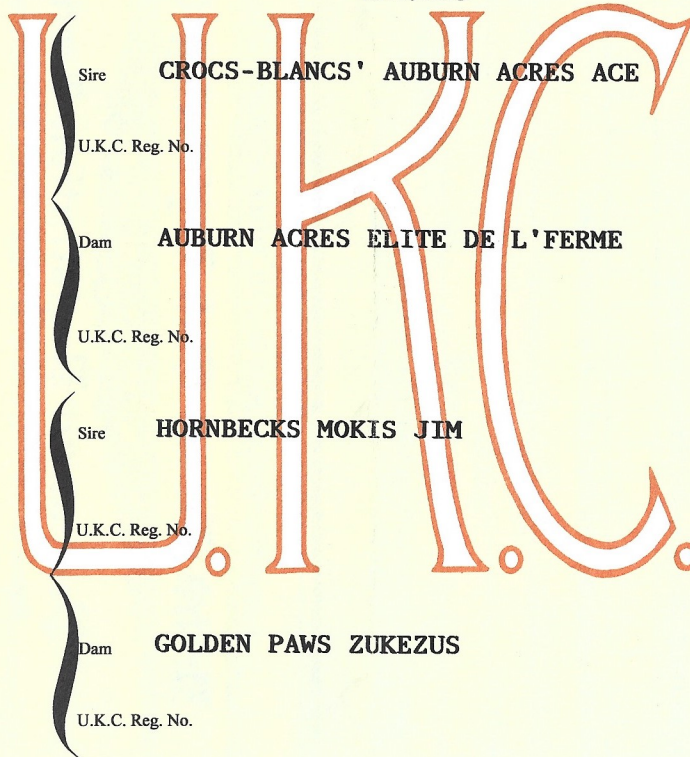 U.K.C.
Sire CROCS-BLANCS' AUBURN ACRES ACE
U.K.C. Reg. No.
Dam AUBURN ACRES ELITE DE L'FERME
U.K.C. Reg. No.
Sire HORNBECKS MOKIS JIM
U.K.C. Reg. No.
Dam GOLDEN PAWS ZUKEZUS
U.K.C. Reg. No.